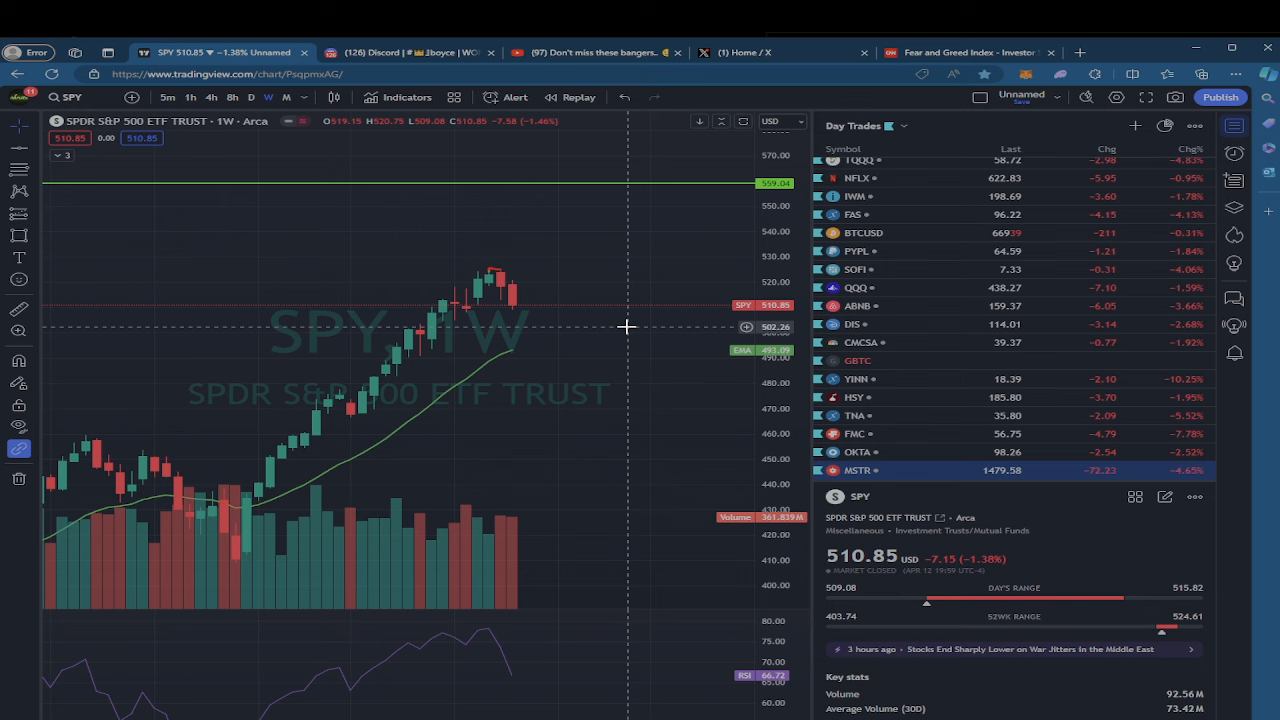 Error
SPY 510.85 ▼ −1.38% Unnamed
(126) Discord | # 👑 | boyce | WO
(97) Don't miss these bangers..
(1) Home / X
Fear and Greed Index - Investor S
https://www.tradingview.com/chart/PsqpmxAG/
11
SPY
5m 1h 4h 8h D W M
Indicators
Alert
Replay
Unnamed
Save
Publish
SPDR S&P 500 ETF TRUST · 1W · Arca
O519.15 H520.75 L509.08 C510.85 −7.58 (−1.46%)
USD
510.85 0.00 510.85
3
570.00
559.04
550.00
540.00
530.00
520.00
SPY 510.85
502.26
EMA 493.09
490.00
480.00
470.00
460.00
450.00
440.00
430.00
Volume 361.839M
420.00
410.00
400.00
80.00
75.00
70.00
RSI 66.72
65.00
60.00
SPY, 1W
SPDR S&P 500 ETF TRUST
Day Trades
Symbol Last Chg Chg%
TQQQ 58.72 −2.98 −4.83%
NFLX 622.83 −5.95 −0.95%
IWM 198.69 −3.60 −1.78%
FAS 96.22 −4.15 −4.13%
BTCUSD 66939 −211 −0.31%
PYPL 64.59 −1.21 −1.84%
SOFI 7.33 −0.31 −4.06%
QQQ 438.27 −7.10 −1.59%
ABNB 159.37 −6.05 −3.66%
DIS 114.01 −3.14 −2.68%
CMCSA 39.37 −0.77 −1.92%
GBTC
YINN 18.39 −2.10 −10.25%
HSY 185.80 −3.70 −1.95%
TNA 35.80 −2.09 −5.52%
FMC 56.75 −4.79 −7.78%
OKTA 98.26 −2.54 −2.52%
MSTR 1479.58 −72.23 −4.65%
S SPY
SPDR S&P 500 ETF TRUST · Arca
Miscellaneous · Investment Trusts/Mutual Funds
510.85 USD −7.15 (−1.38%)
MARKET CLOSED (APR 12 19:59 UTC-4)
509.08 DAY'S RANGE 515.82
403.74 52WK RANGE 524.61
3 hours ago · Stocks End Sharply Lower on War Jitters in the Middle East
Key stats
Volume 92.56M
Average Volume (30D) 73.42M